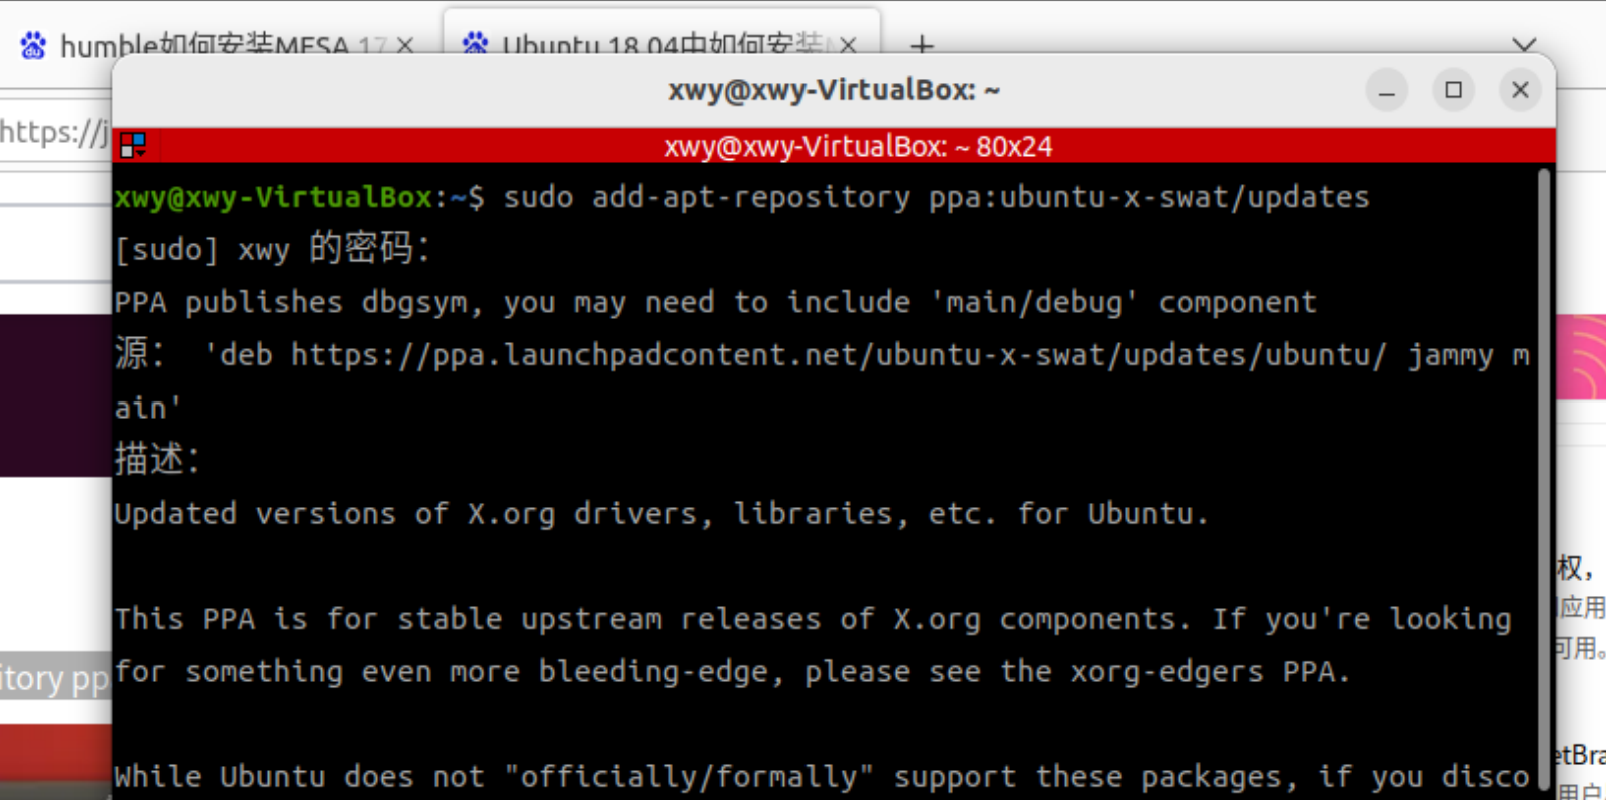 humble如何安装MESA 17
Ubuntu 18.04中如何安装
https://j
xwy@xwy-VirtualBox: ~
xwy@xwy-VirtualBox: ~ 80x24
xwy@xwy-VirtualBox:~$ sudo add-apt-repository ppa:ubuntu-x-swat/updates
[sudo] xwy 的密码：
PPA publishes dbgsym, you may need to include 'main/debug' component
源： 'deb https://ppa.launchpadcontent.net/ubuntu-x-swat/updates/ubuntu/ jammy m
ain'
描述：
Updated versions of X.org drivers, libraries, etc. for Ubuntu.
This PPA is for stable upstream releases of X.org components. If you're looking
for something even more bleeding-edge, please see the xorg-edgers PPA.
While Ubuntu does not "officially/formally" support these packages, if you disco
itory pp
权，
应用
可用。
etBra
用户